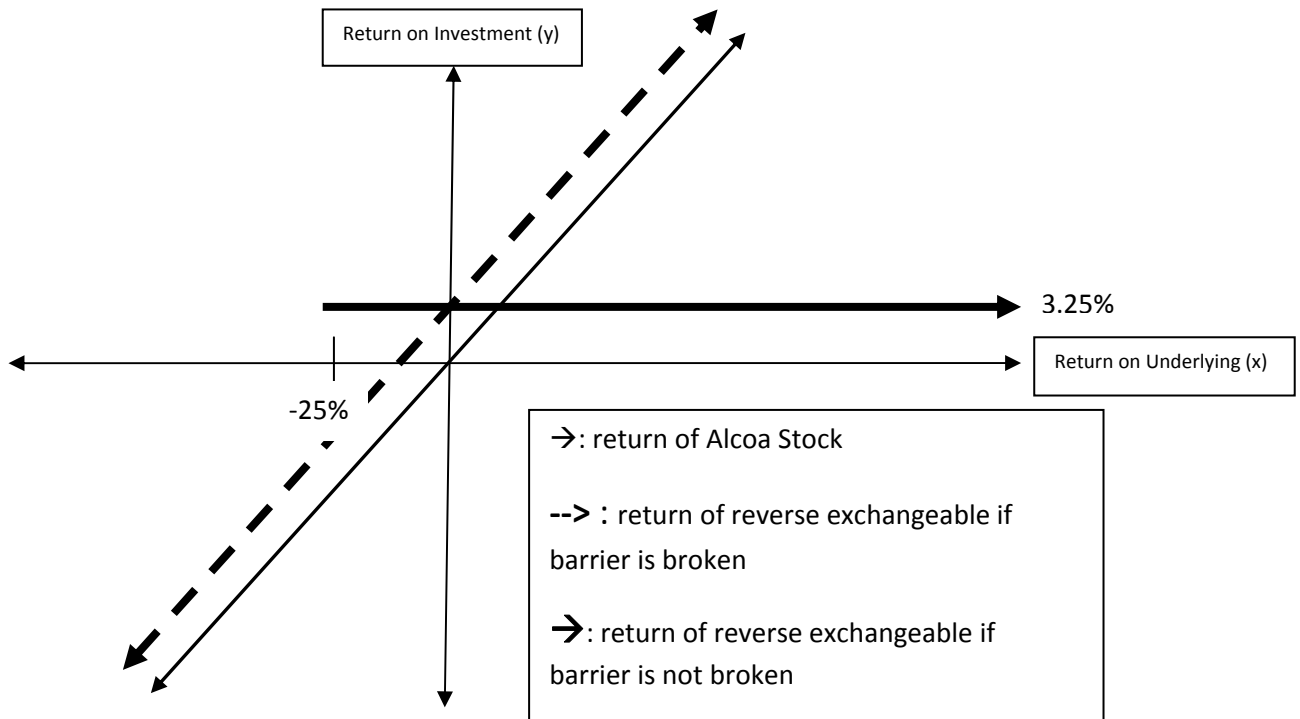 Return on Investment (y)
3.25%
Return on Underlying (x)
-25%
→: return of Alcoa Stock
--> : return of reverse exchangeable if
barrier is broken
→: return of reverse exchangeable if
barrier is not broken